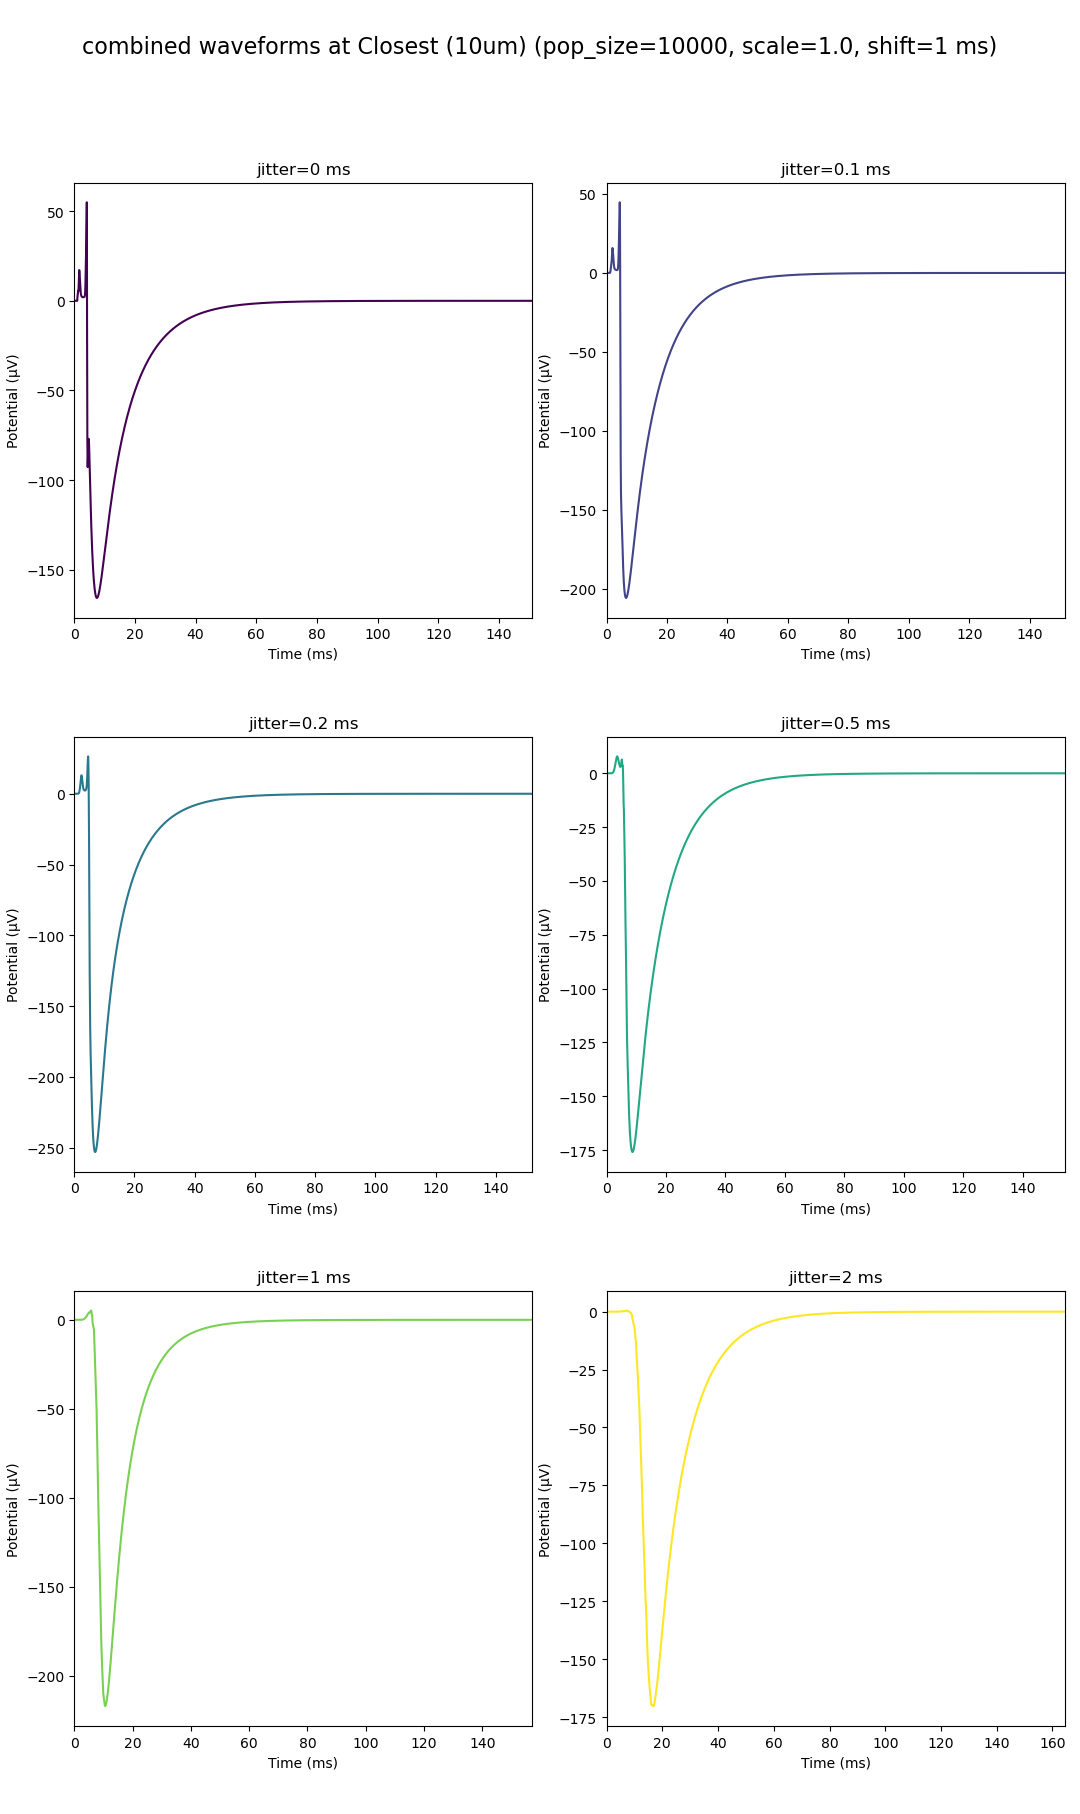 combined waveforms at Closest (10um) (pop_size=10000, scale=1.0, shift=1 ms)
jitter=0 ms
50
0
−50
−100
−150
Potential (µV)
0 20 40 60 80 100 120 140
Time (ms)
jitter=0.1 ms
50
0
−50
−100
−150
−200
Potential (µV)
0 20 40 60 80 100 120 140
Time (ms)
jitter=0.2 ms
0
−50
−100
−150
−200
−250
Potential (µV)
0 20 40 60 80 100 120 140
Time (ms)
jitter=0.5 ms
0
−25
−50
−75
−100
−125
−150
−175
Potential (µV)
0 20 40 60 80 100 120 140
Time (ms)
jitter=1 ms
0
−50
−100
−150
−200
Potential (µV)
0 20 40 60 80 100 120 140
Time (ms)
jitter=2 ms
0
−25
−50
−75
−100
−125
−150
−175
Potential (µV)
0 20 40 60 80 100 120 140 160
Time (ms)